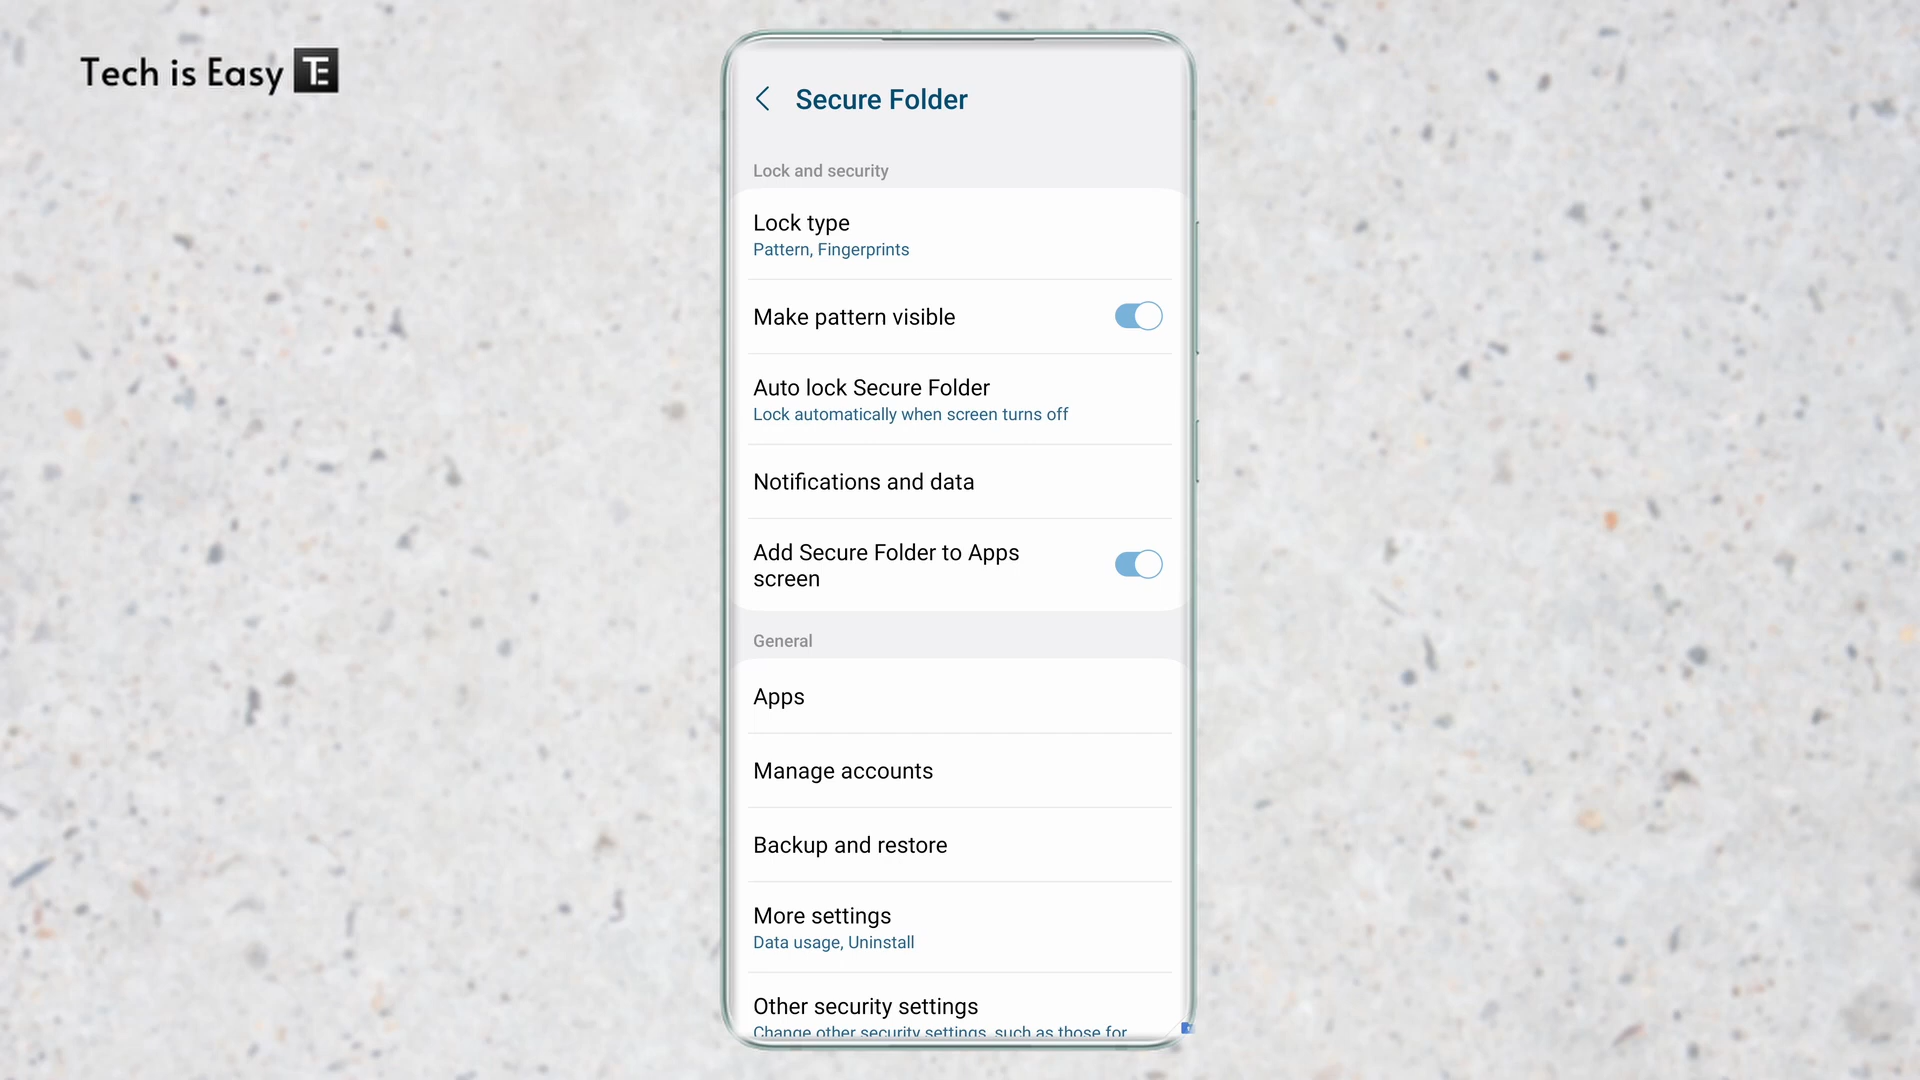 Tech is Easy TE
Secure Folder
Lock and security
Lock type
Pattern, Fingerprints
Make pattern visible
Auto lock Secure Folder
Lock automatically when screen turns off
Notifications and data
Add Secure Folder to Apps
screen
General
Apps
Manage accounts
Backup and restore
More settings
Data usage, Uninstall
Other security settings
Change other security settings, such as those for